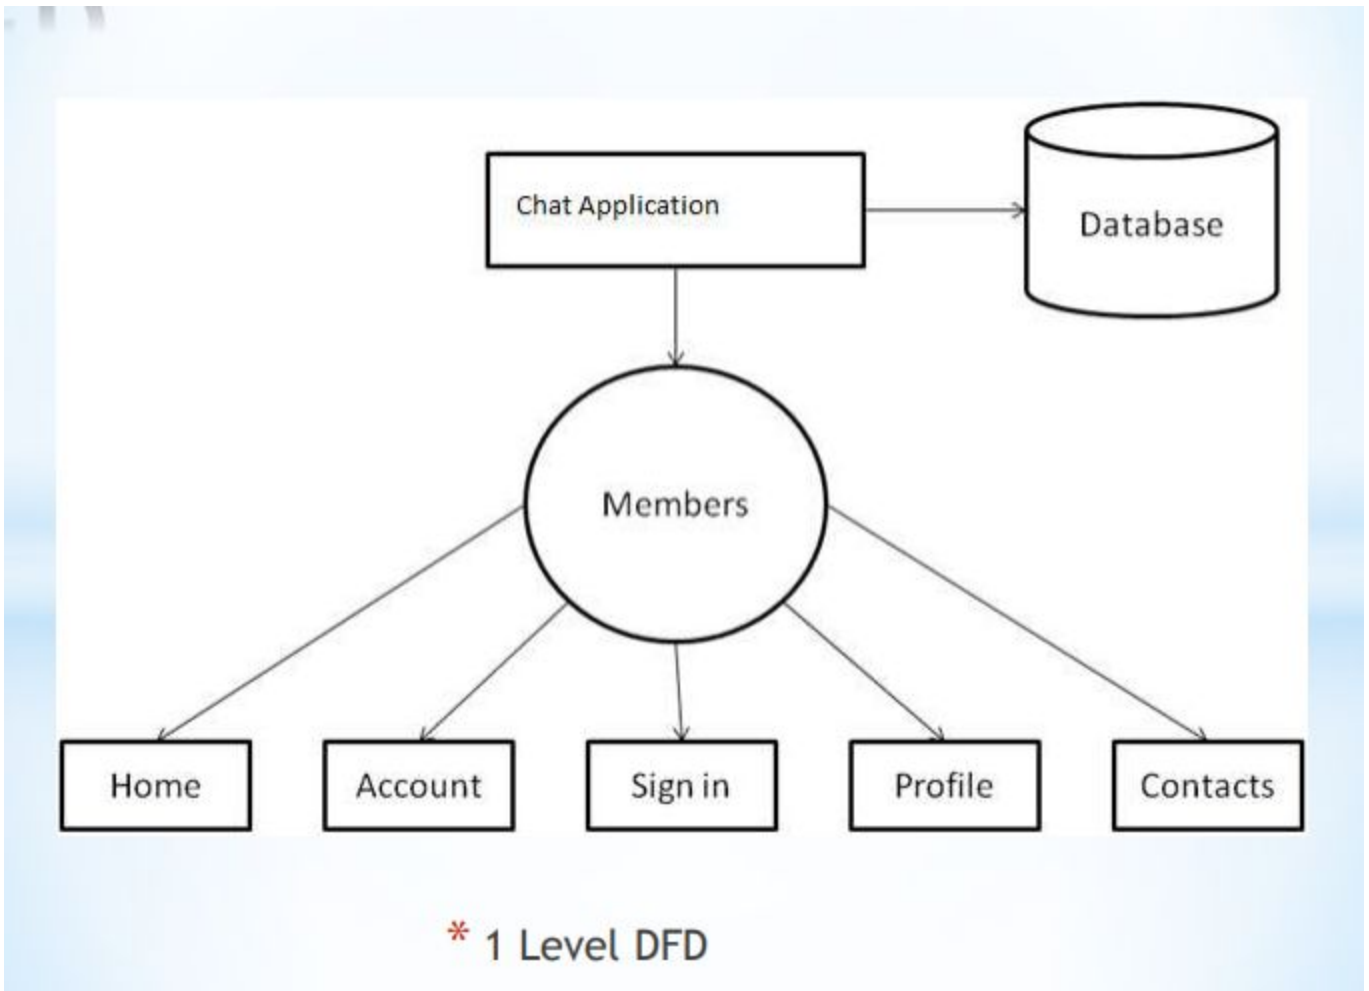 Chat Application
Database
Members
Home
Account
Sign in
Profile
Contacts
* 1 Level DFD